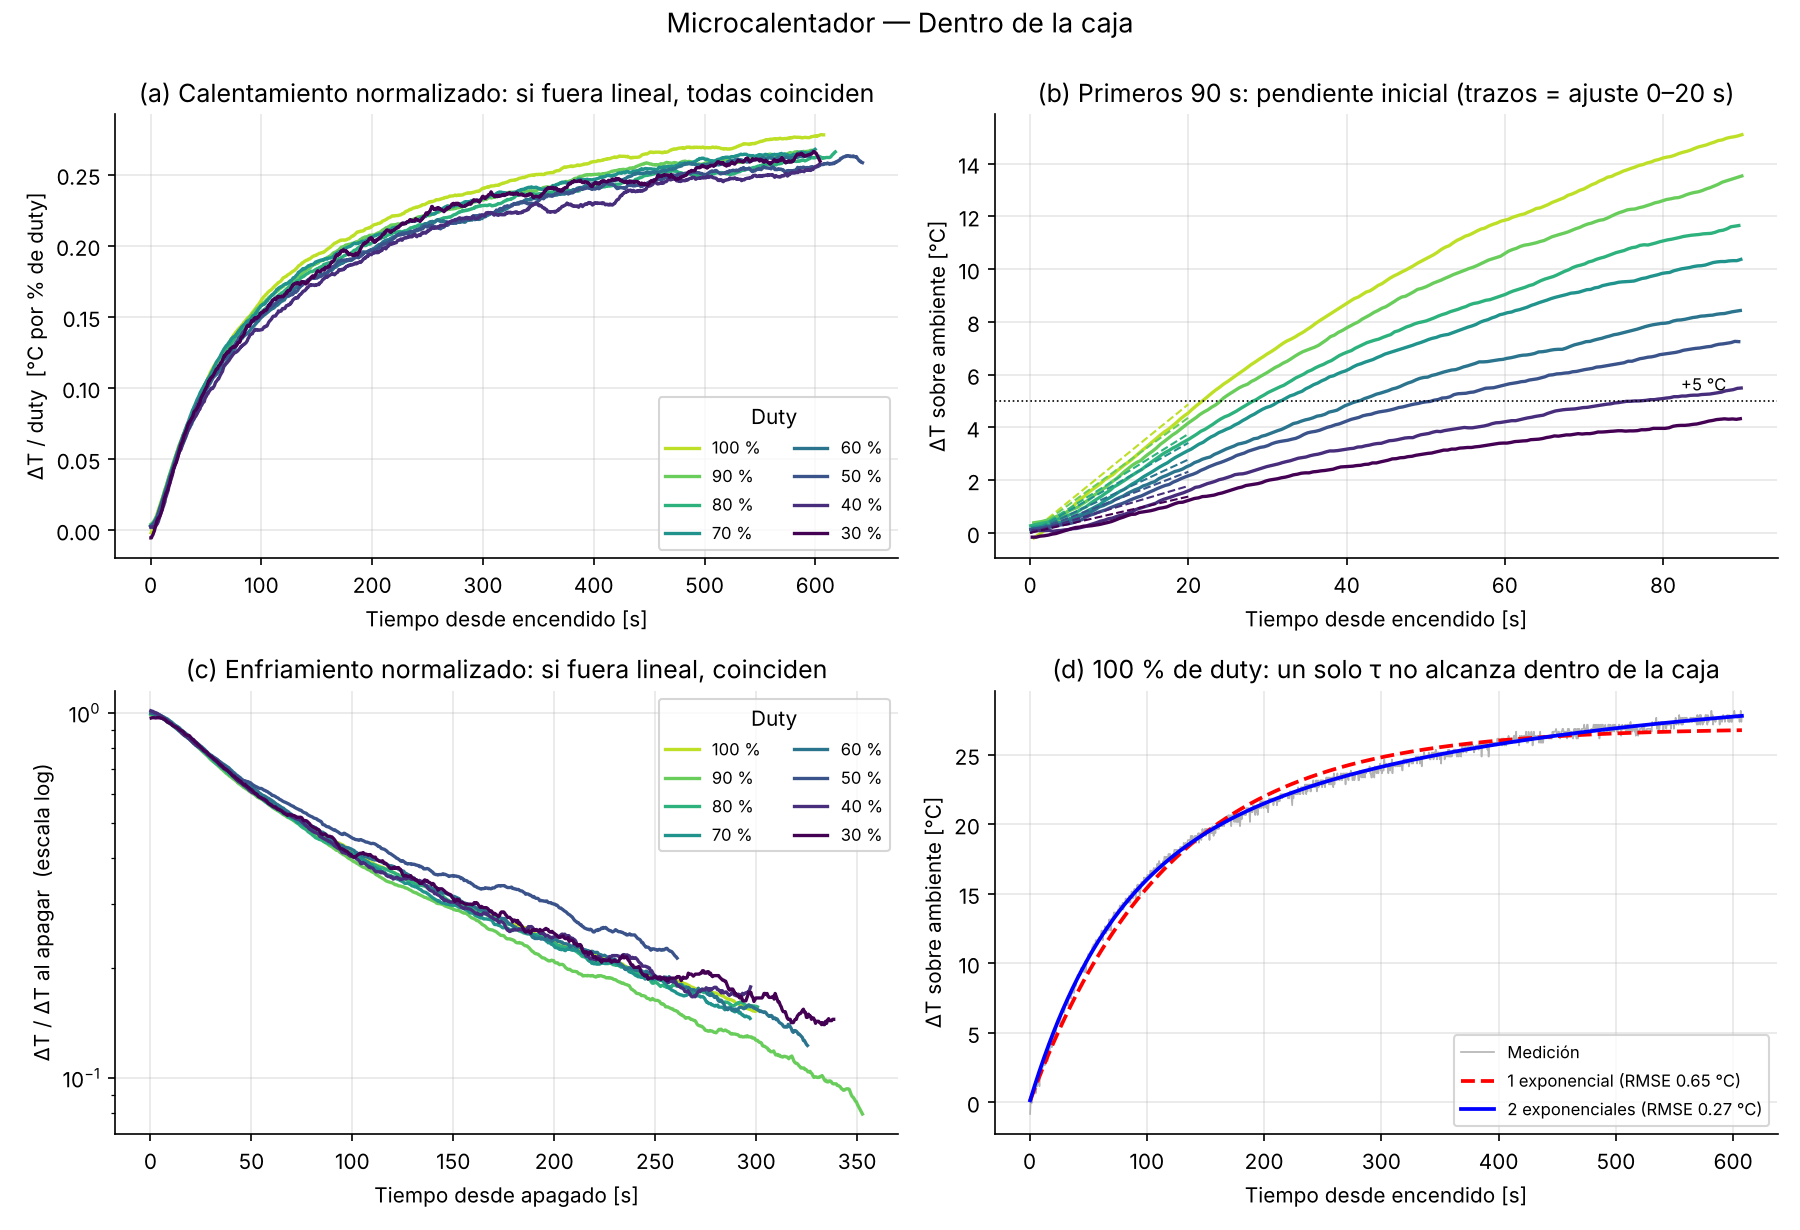 Microcalentador — Dentro de la caja
(a) Calentamiento normalizado: si fuera lineal, todas coinciden
ΔT / duty [°C por % de duty]
0.25
0.20
0.15
0.10
0.05
0.00
0 100 200 300 400 500 600
Tiempo desde encendido [s]
Duty
100 % 60 %
90 % 50 %
80 % 40 %
70 % 30 %
(b) Primeros 90 s: pendiente inicial (trazos = ajuste 0–20 s)
ΔT sobre ambiente [°C]
14
12
10
8
6
4
2
0
+5 °C
0 20 40 60 80
Tiempo desde encendido [s]
(c) Enfriamiento normalizado: si fuera lineal, coinciden
ΔT / ΔT al apagar (escala log)
10⁰
10⁻¹
Duty
100 % 60 %
90 % 50 %
80 % 40 %
70 % 30 %
0 50 100 150 200 250 300 350
Tiempo desde apagado [s]
(d) 100 % de duty: un solo τ no alcanza dentro de la caja
ΔT sobre ambiente [°C]
25
20
15
10
5
0
Medición
1 exponencial (RMSE 0.65 °C)
2 exponenciales (RMSE 0.27 °C)
0 100 200 300 400 500 600
Tiempo desde encendido [s]